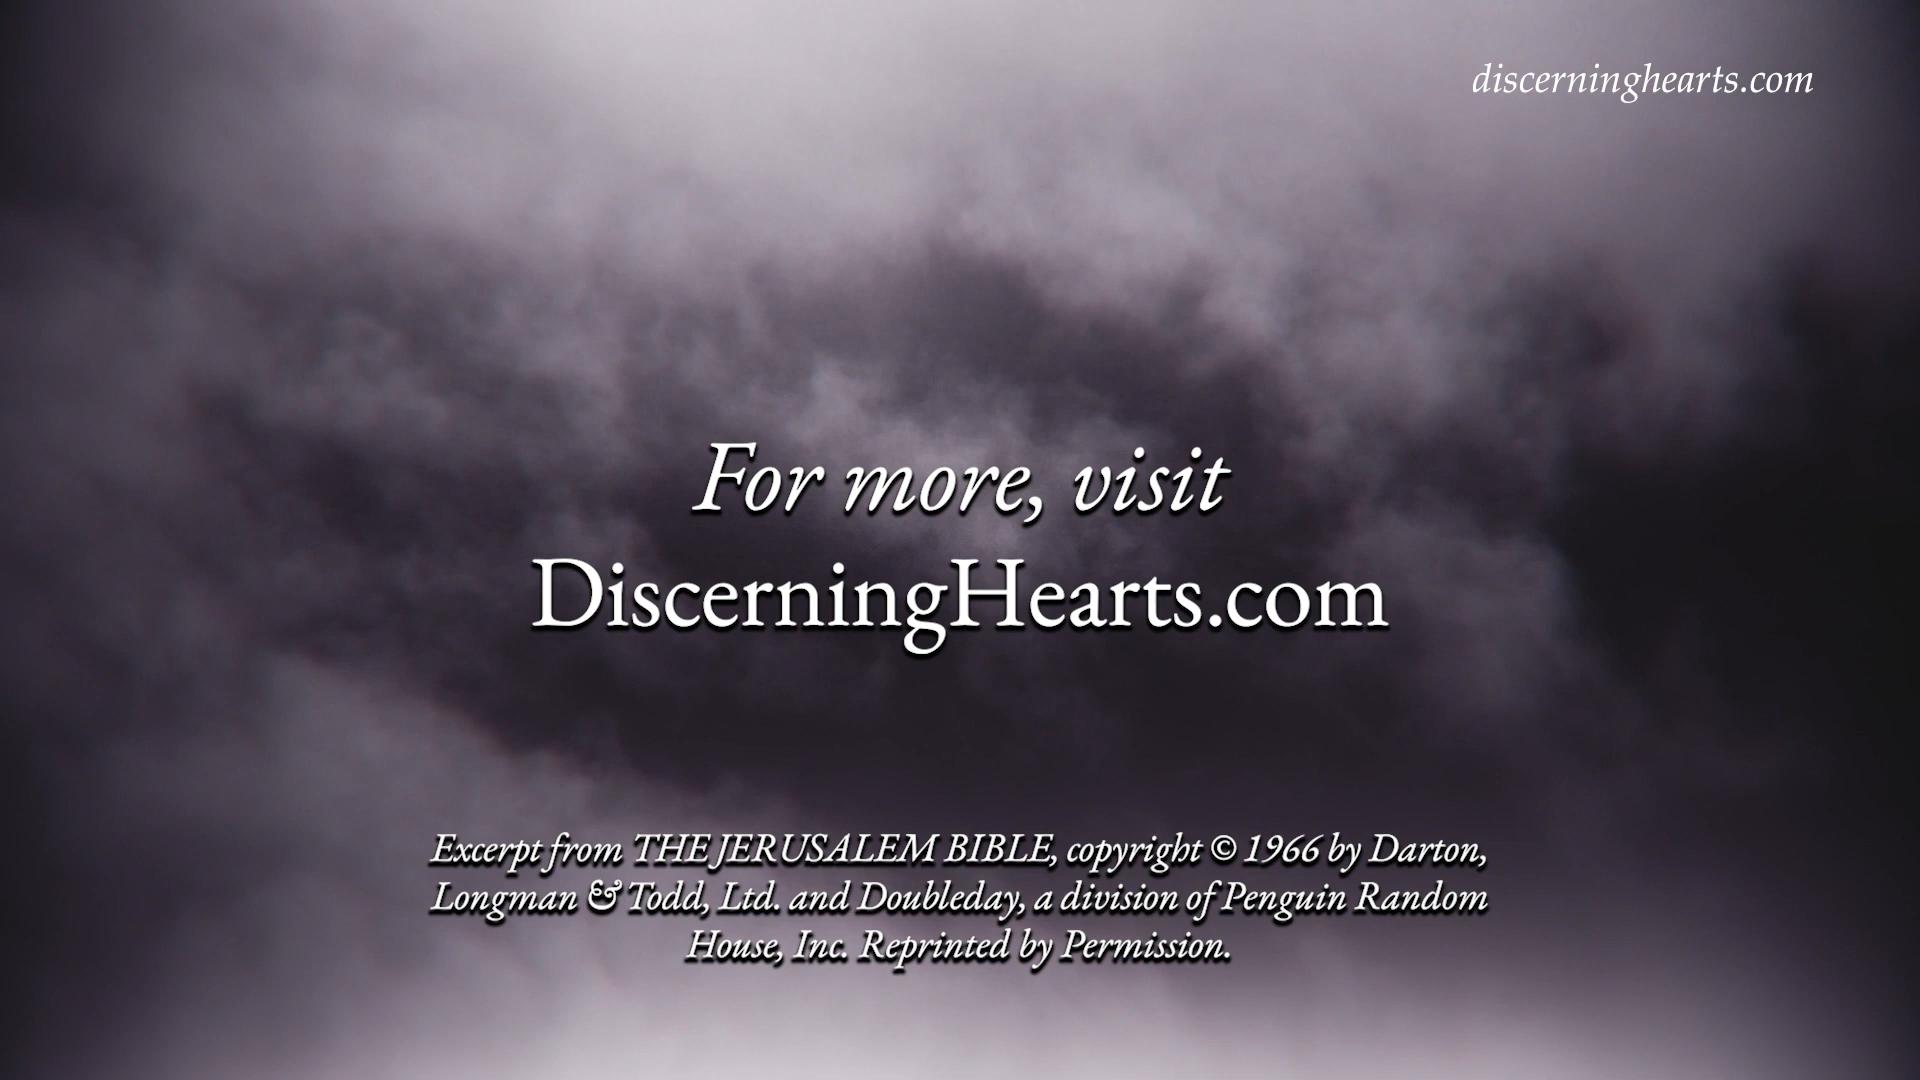 discerninghearts.com
For more, visit
DiscerningHearts.com
Excerpt from THE JERUSALEM BIBLE, copyright © 1966 by Darton,
Longman & Todd, Ltd. and Doubleday, a division of Penguin Random
House, Inc. Reprinted by Permission.